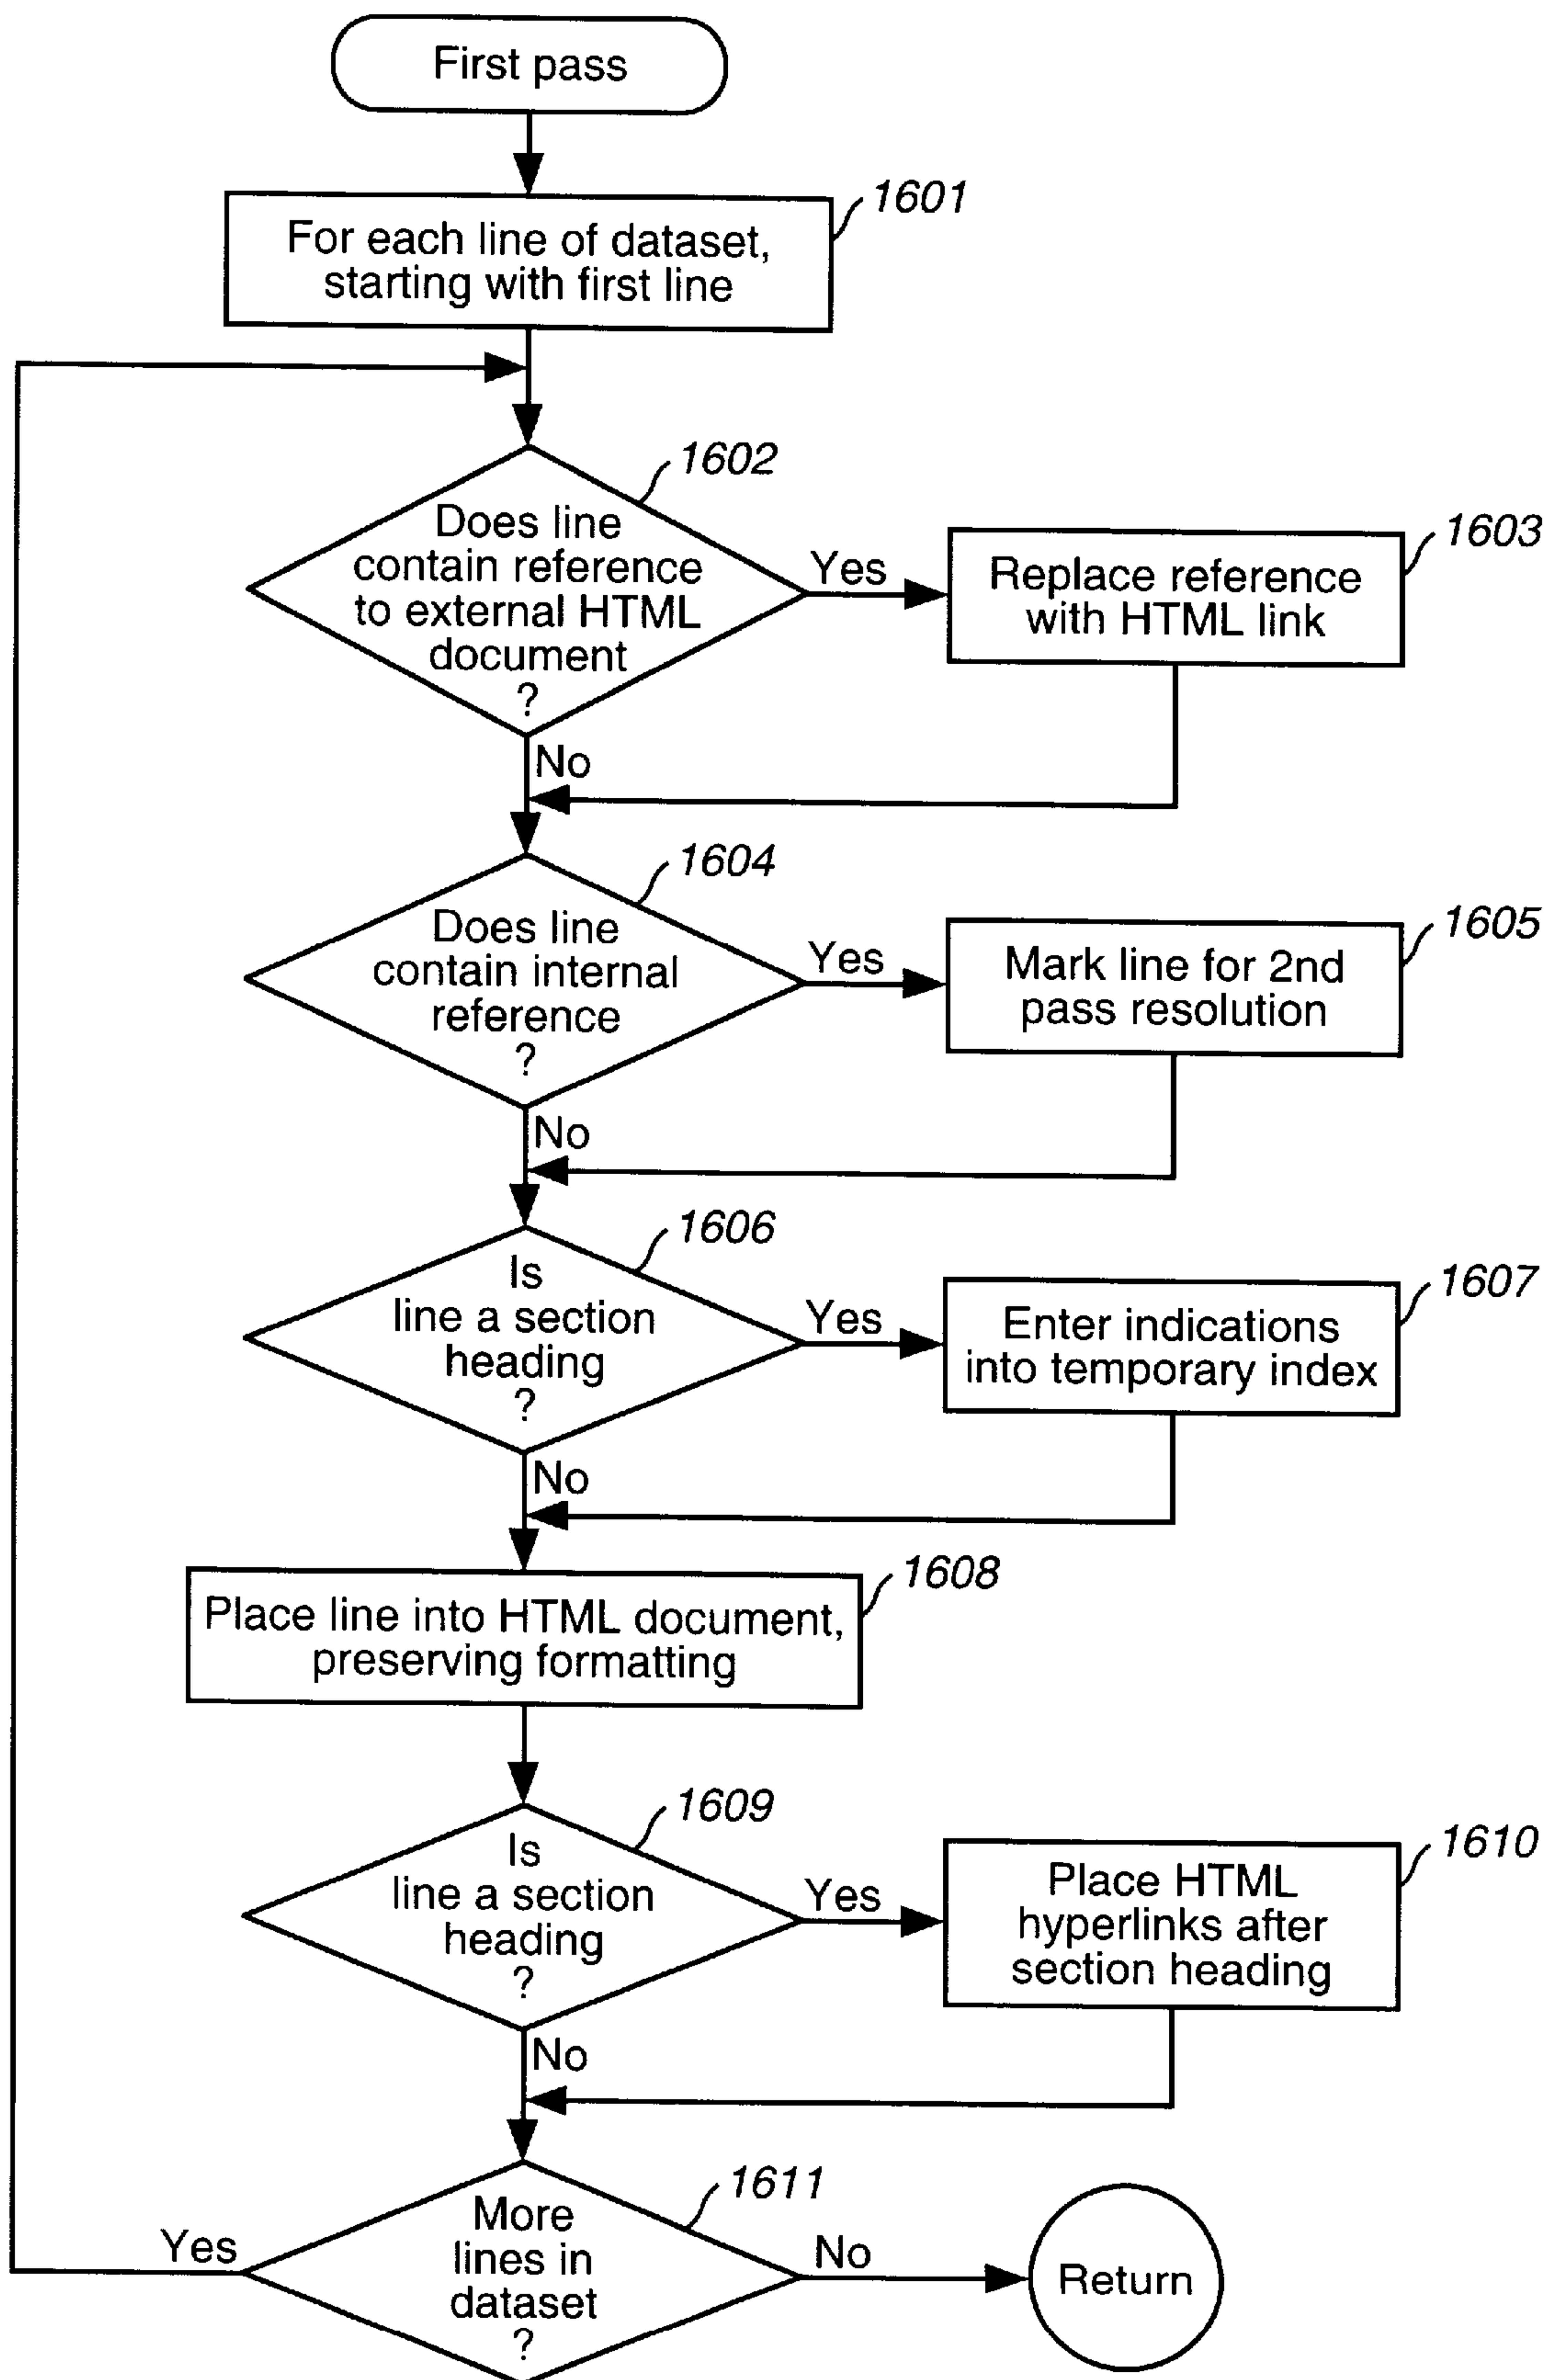 First pass
1601
For each line of dataset,
starting with first line
1602
Does line
contain reference
to external HTML
document
?
Yes
1603
Replace reference
with HTML link
No
1604
Does line
contain internal
reference
?
Yes
1605
Mark line for 2nd
pass resolution
No
1606
Is
line a section
heading
?
Yes
1607
Enter indications
into temporary index
No
1608
Place line into HTML document,
preserving formatting
1609
Is
line a section
heading
?
Yes
1610
Place HTML
hyperlinks after
section heading
No
1611
More
lines in
dataset
?
Yes
No
Return